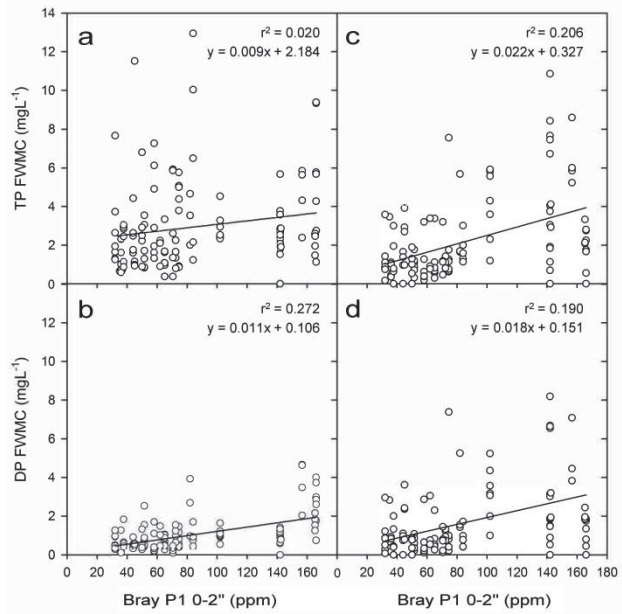 14
12
10
8
6
4
2
0
TP FWMC (mgL⁻¹)
a
r² = 0.020
y = 0.009x + 2.184
c
r² = 0.206
y = 0.022x + 0.327
12
10
8
6
4
2
0
DP FWMC (mgL⁻¹)
b
r² = 0.272
y = 0.011x + 0.106
d
r² = 0.190
y = 0.018x + 0.151
0 20 40 60 80 100 120 140 160
0 20 40 60 80 100 120 140 160 180
Bray P1 0-2" (ppm)
Bray P1 0-2" (ppm)